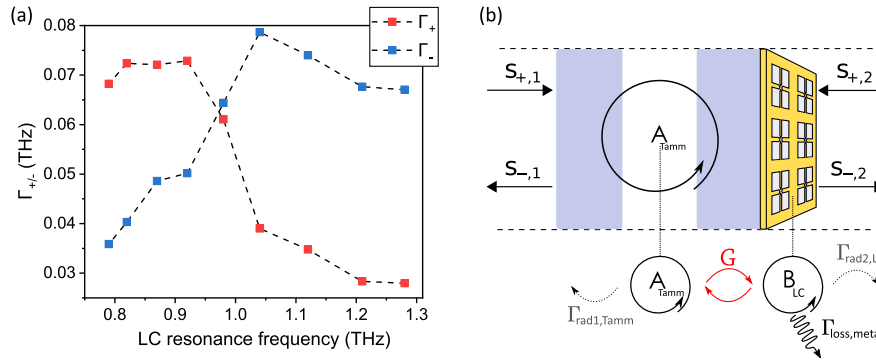 (a)
Γ₊
Γ₋
0.08
0.07
0.06
0.05
0.04
0.03
Γ+/- (THz)
0.8 0.9 1.0 1.1 1.2 1.3
LC resonance frequency (THz)
(b)
S+,1
S-,1
ATamm
S+,2
S-,2
Γrad1,Tamm
ATamm
G
BLC
Γrad2,L
Γloss,meta